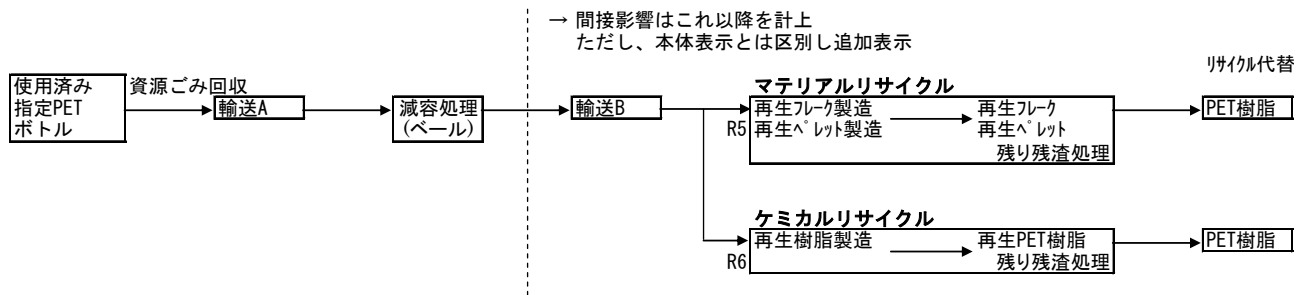 → 間接影響はこれ以降を計上
ただし、本体表示とは区別し追加表示
ﾘｻｲｸﾙ代替
使用済み
指定PET
ボトル
資源ごみ回収
輸送A
減容処理
(ベール)
輸送B
マテリアルリサイクル
R5
再生ﾌﾚｰｸ製造
再生ﾍﾟﾚｯﾄ製造
再生ﾌﾚｰｸ
再生ﾍﾟﾚｯﾄ
残り残渣処理
PET樹脂
ケミカルリサイクル
R6
再生樹脂製造
再生PET樹脂
残り残渣処理
PET樹脂